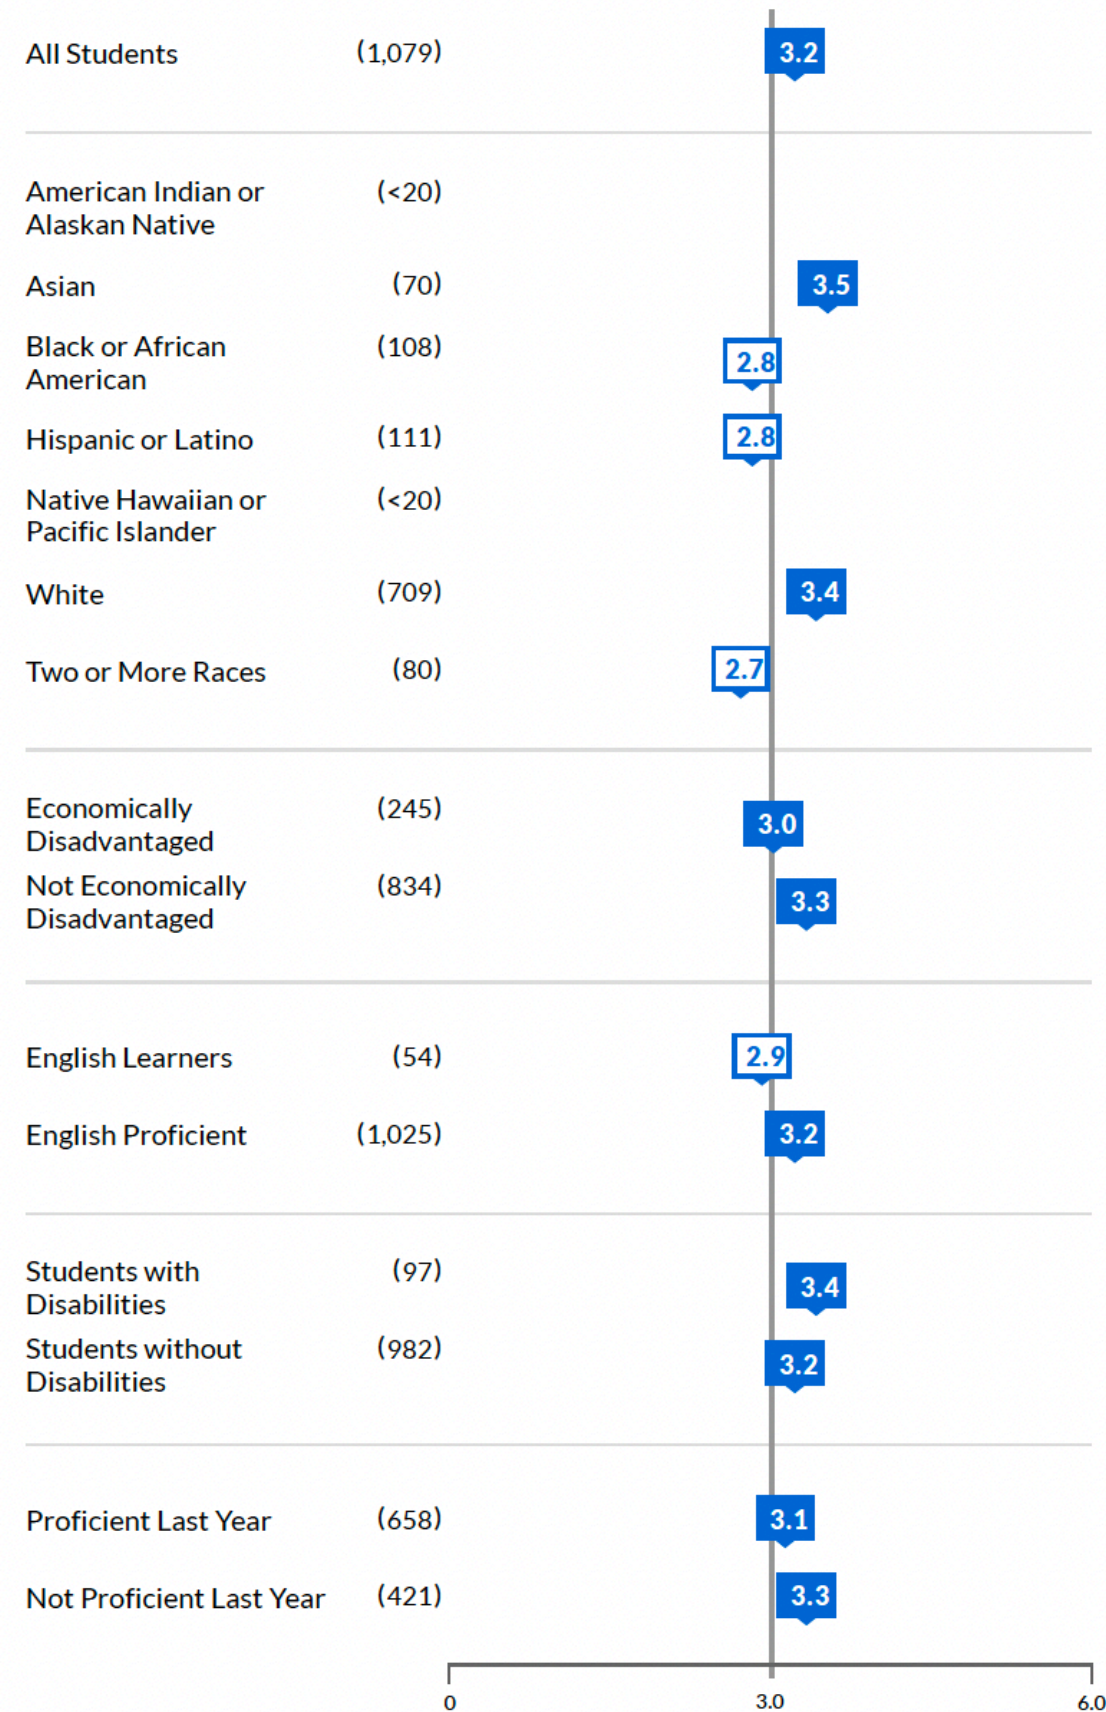 All Students (1,079) 3.2
American Indian or (<20)
Alaskan Native
Asian (70) 3.5
Black or African (108) 2.8
American
Hispanic or Latino (111) 2.8
Native Hawaiian or (<20)
Pacific Islander
White (709) 3.4
Two or More Races (80) 2.7
Economically (245) 3.0
Disadvantaged
Not Economically (834) 3.3
Disadvantaged
English Learners (54) 2.9
English Proficient (1,025) 3.2
Students with (97) 3.4
Disabilities
Students without (982) 3.2
Disabilities
Proficient Last Year (658) 3.1
Not Proficient Last Year (421) 3.3
0 3.0 6.0